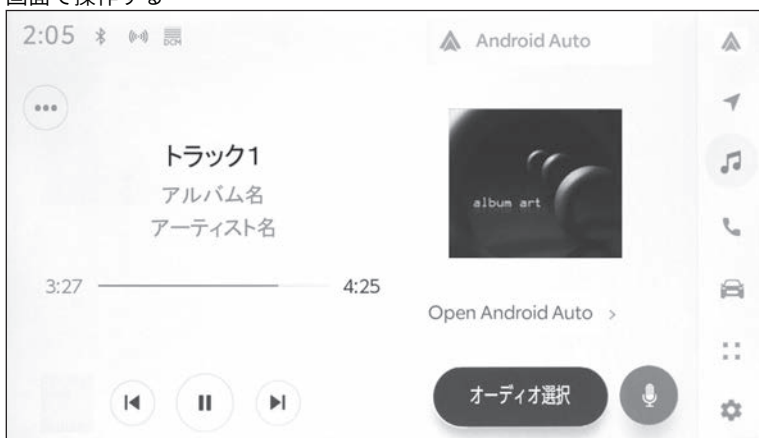 画面で操作する
2:05 DCM
Android Auto
トラック1
アルバム名
アーティスト名
album art
3:27
4:25
Open Android Auto >
オーディオ選択